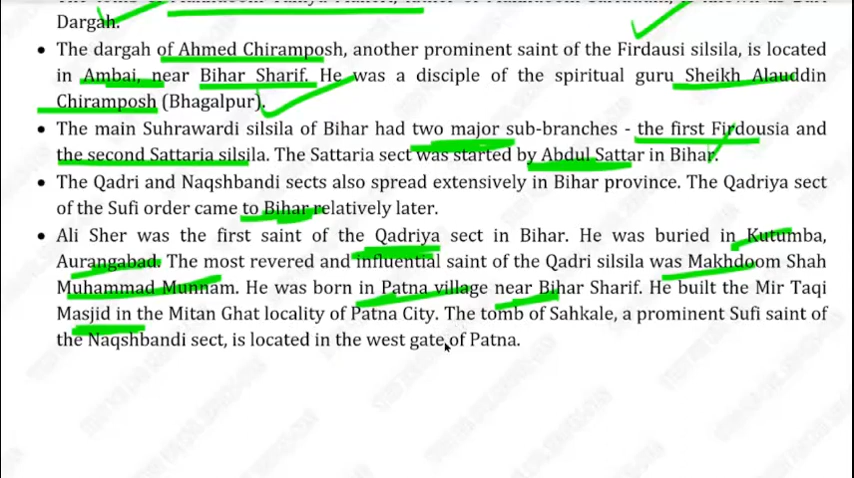 Dargah.
• The dargah of Ahmed Chiramposh, another prominent saint of the Firdausi silsila, is located
in Ambai, near Bihar Sharif. He was a disciple of the spiritual guru Sheikh Alauddin
Chiramposh (Bhagalpur).
• The main Suhrawardi silsila of Bihar had two major sub-branches - the first Firdousia and
the second Sattaria silsila. The Sattaria sect was started by Abdul Sattar in Bihar.
• The Qadri and Naqshbandi sects also spread extensively in Bihar province. The Qadriya sect
of the Sufi order came to Bihar relatively later.
• Ali Sher was the first saint of the Qadriya sect in Bihar. He was buried in Kutumba,
Aurangabad. The most revered and influential saint of the Qadri silsila was Makhdoom Shah
Muhammad Munnam. He was born in Patna village near Bihar Sharif. He built the Mir Taqi
Masjid in the Mitan Ghat locality of Patna City. The tomb of Sahkale, a prominent Sufi saint of
the Naqshbandi sect, is located in the west gate of Patna.